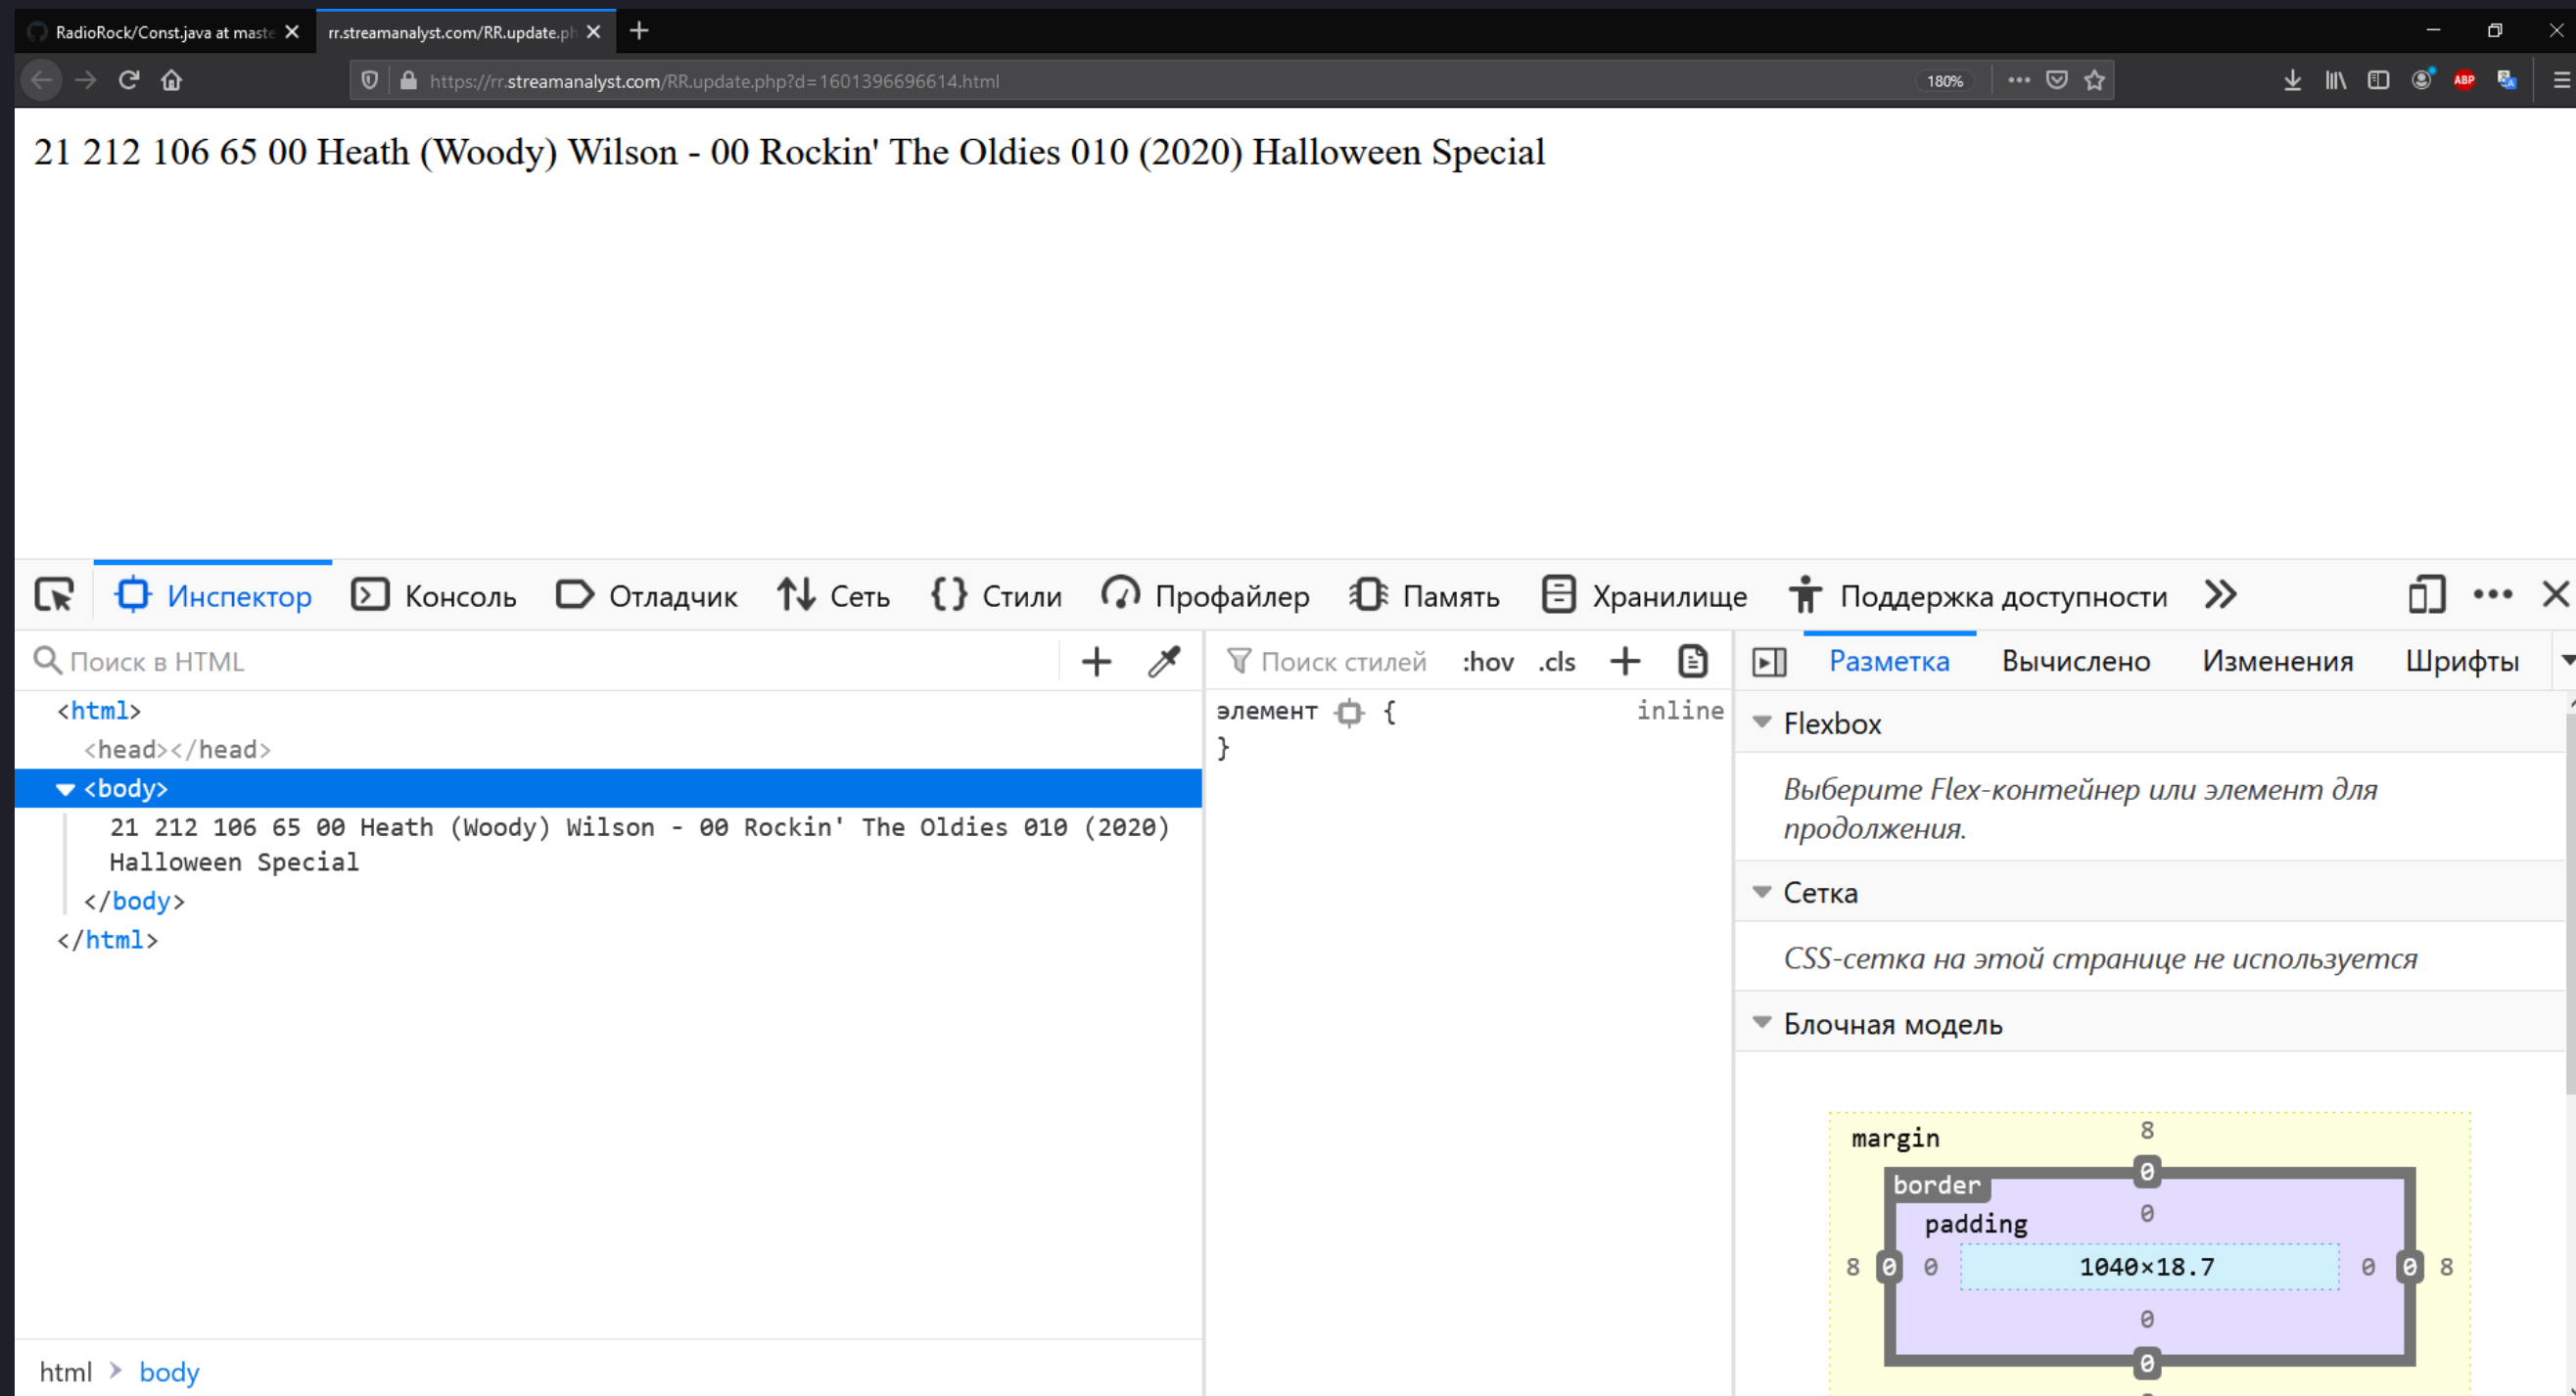 RadioRock/Const.java at maste
rr.streamanalyst.com/RR.update.ph
https://rr.streamanalyst.com/RR.update.php?d=1601396696614.html
180%
ABP
21 212 106 65 00 Heath (Woody) Wilson - 00 Rockin' The Oldies 010 (2020) Halloween Special
Инспектор Консоль Отладчик Сеть Стили Профайлер Память Хранилище Поддержка доступности
Поиск в HTML
Поиск стилей :hov .cls
Разметка Вычислено Изменения Шрифты
<html>
<head></head>
<body>
21 212 106 65 00 Heath (Woody) Wilson - 00 Rockin' The Oldies 010 (2020)
Halloween Special
</body>
</html>
элемент { inline
}
Flexbox
Выберите Flex-контейнер или элемент для
продолжения.
Сетка
CSS-сетка на этой странице не используется
Блочная модель
margin 8
border 0
padding 0
8 0 0 1040×18.7 0 0 8
0
0
html body